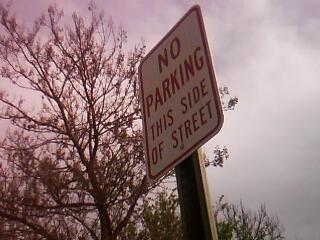 NO
PARKING
THIS SIDE
OF STREET